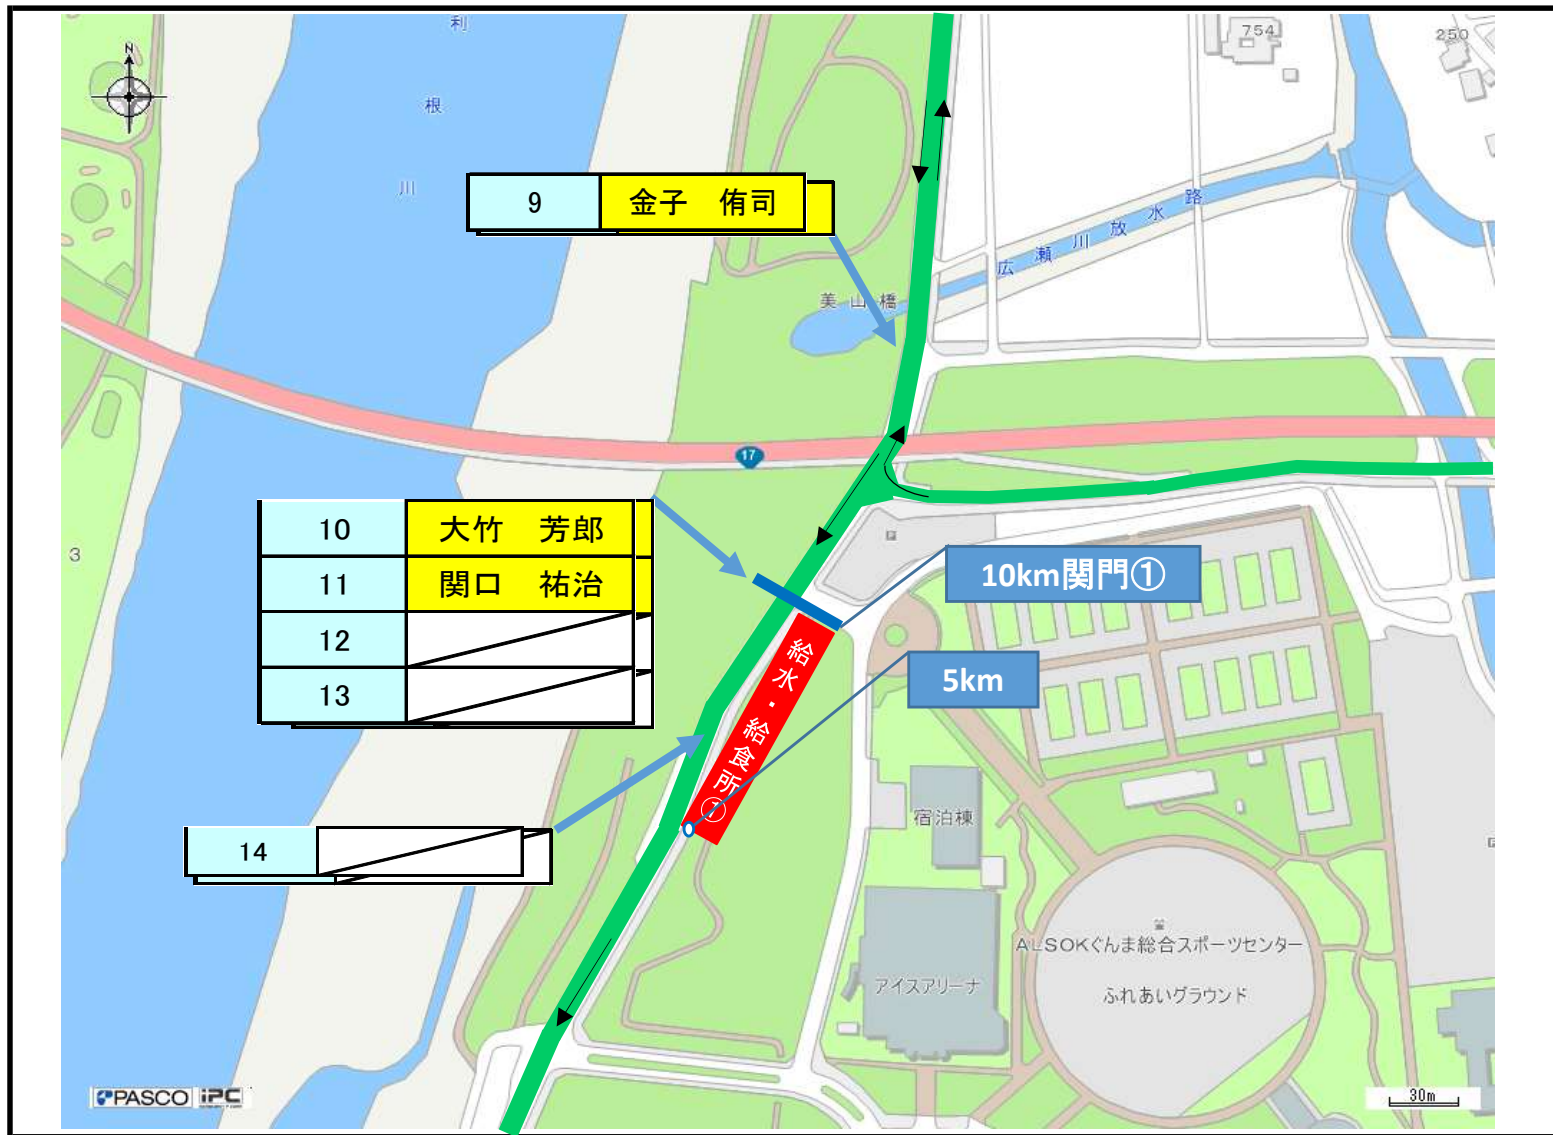 利
根
川
N
754
250
9 金子 侑司
広瀬川放水路
美山橋
17
10 大竹 芳郎
11 関口 祐治
12
13
3
10km関門①
5km
給水・給食所①
14
宿泊棟
ALSOKぐんま総合スポーツセンター
ふれあいグラウンド
アイスアリーナ
PASCO iPC
30m